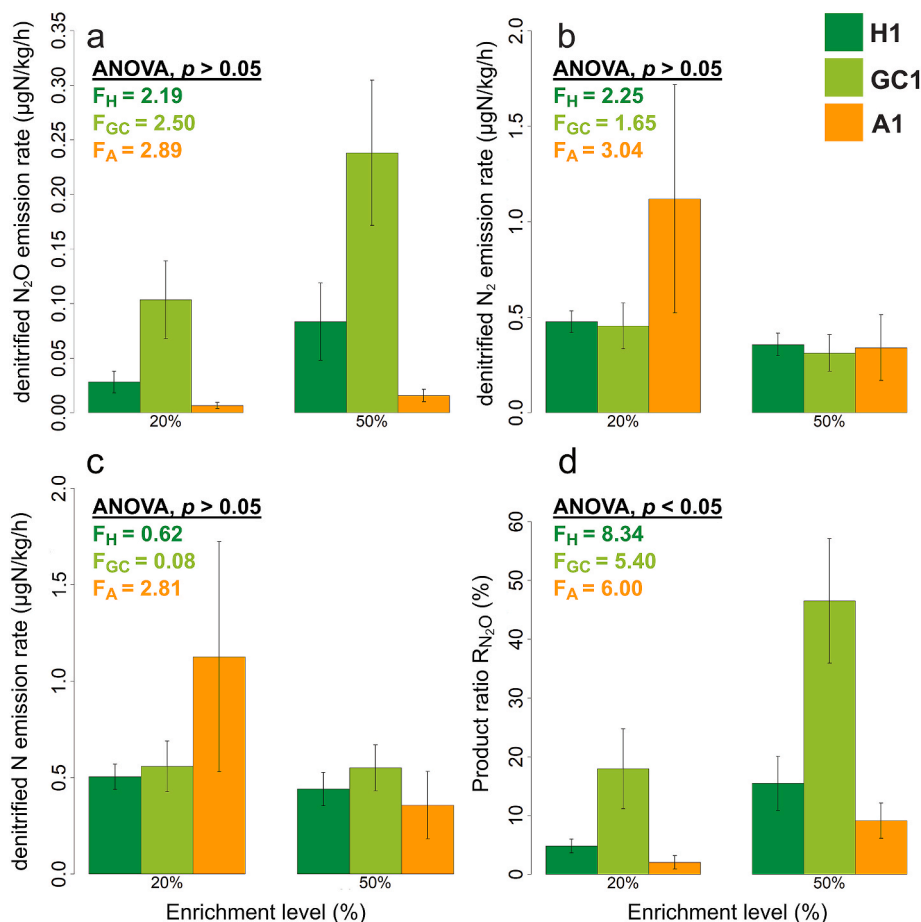 a
denitrified N₂O emission rate (µgN/kg/h)
0.35
0.30
0.25
0.20
0.15
0.10
0.05
0.00
ANOVA, p > 0.05
F_H = 2.19
F_GC = 2.50
F_A = 2.89
20%
50%
b
denitrified N₂ emission rate (µgN/kg/h)
2.0
1.5
1.0
0.5
0.0
ANOVA, p > 0.05
F_H = 2.25
F_GC = 1.65
F_A = 3.04
20%
50%
H1
GC1
A1
c
denitrified N emission rate (µgN/kg/h)
2.0
1.5
1.0
0.5
0.0
ANOVA, p > 0.05
F_H = 0.62
F_GC = 0.08
F_A = 2.81
20%
50%
Enrichment level (%)
d
Product ratio R_N₂O (%)
60
50
40
30
20
10
0
ANOVA, p < 0.05
F_H = 8.34
F_GC = 5.40
F_A = 6.00
20%
50%
Enrichment level (%)